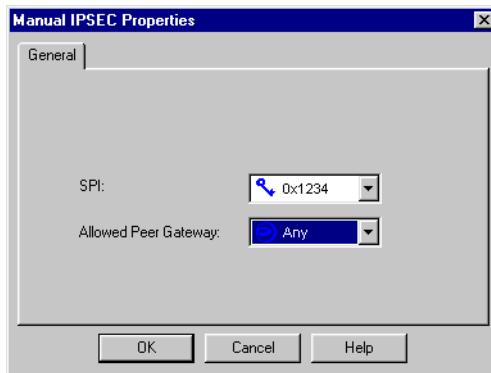 Manual IPSEC Properties
General
SPI: 0x1234
Allowed Peer Gateway: Any
OK Cancel Help